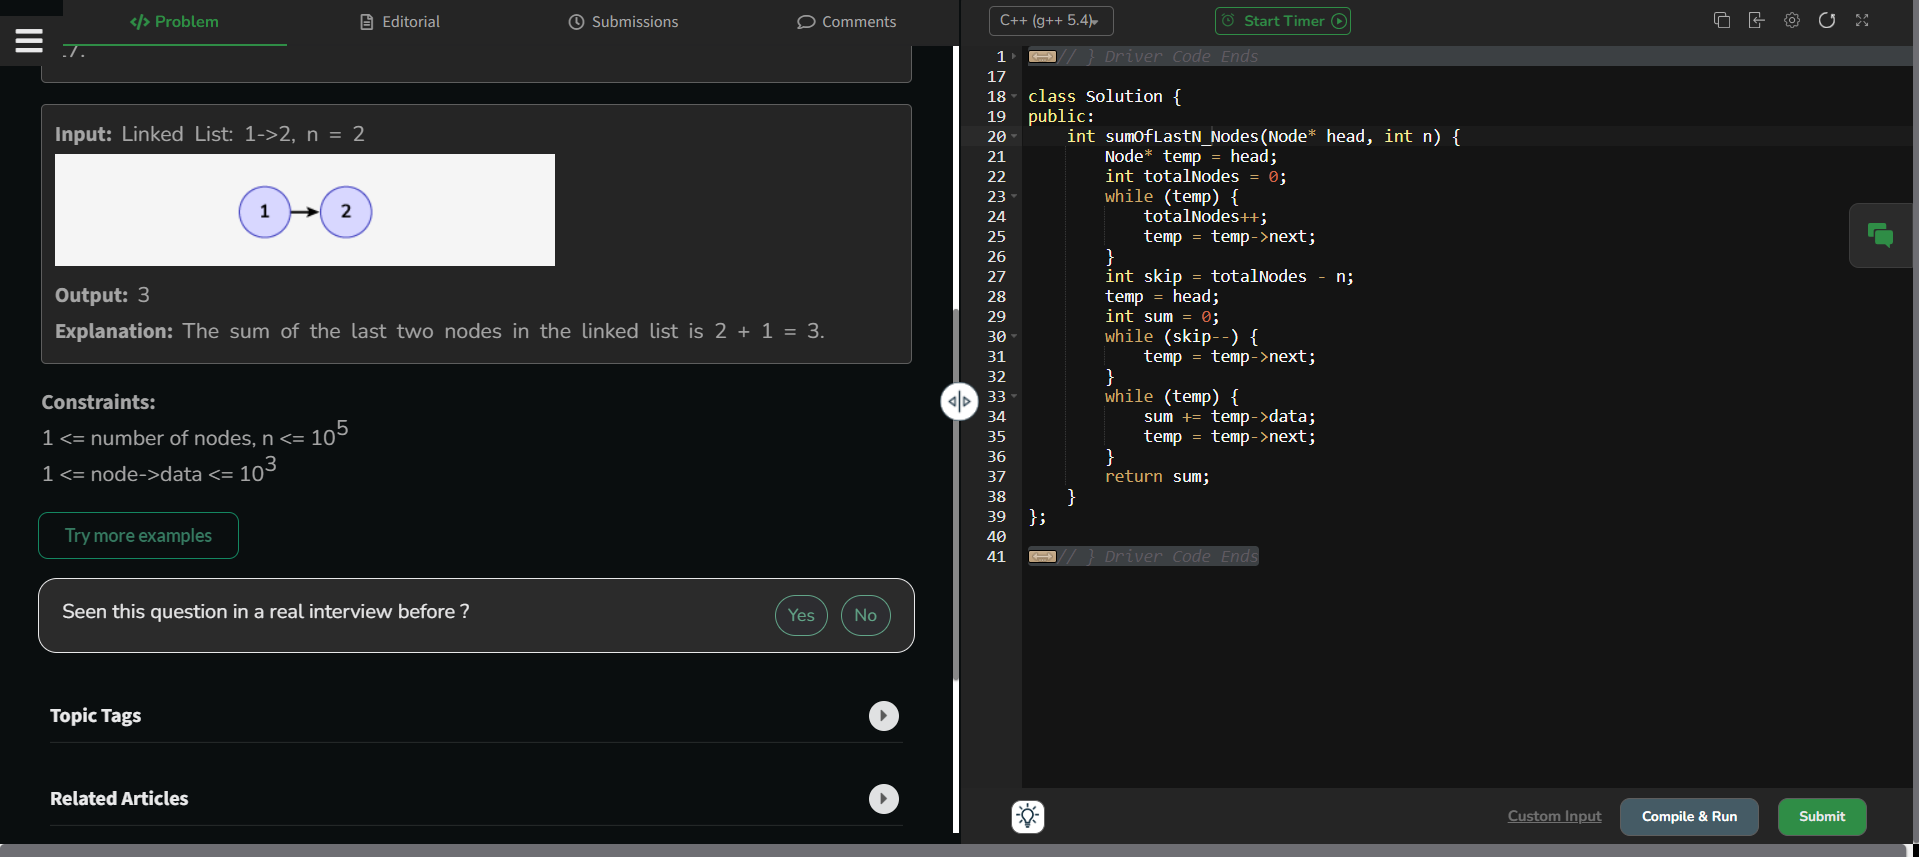 </> Problem
Editorial
Submissions
Comments
Input: Linked List: 1->2, n = 2
1
2
Output: 3
Explanation: The sum of the last two nodes in the linked list is 2 + 1 = 3.
Constraints:
1 <= number of nodes, n <= 10^5
1 <= node->data <= 10^3
Try more examples
Seen this question in a real interview before ?
Yes
No
Topic Tags
Related Articles
C++ (g++ 5.4)
Start Timer
1 // } Driver Code Ends
17
18 class Solution {
19 public:
20 int sumOfLastN_Nodes(Node* head, int n) {
21 Node* temp = head;
22 int totalNodes = 0;
23 while (temp) {
24 totalNodes++;
25 temp = temp->next;
26 }
27 int skip = totalNodes - n;
28 temp = head;
29 int sum = 0;
30 while (skip--) {
31 temp = temp->next;
32 }
33 while (temp) {
34 sum += temp->data;
35 temp = temp->next;
36 }
37 return sum;
38 }
39 };
40
41 // } Driver Code Ends
Custom Input
Compile & Run
Submit